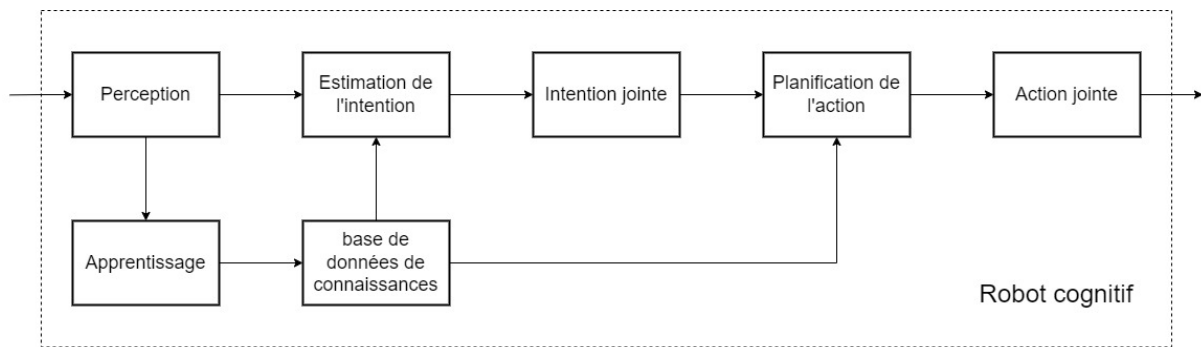 Perception
Estimation de
l'intention
Intention jointe
Planification de
l'action
Action jointe
Apprentissage
base de
données de
connaissances
Robot cognitif